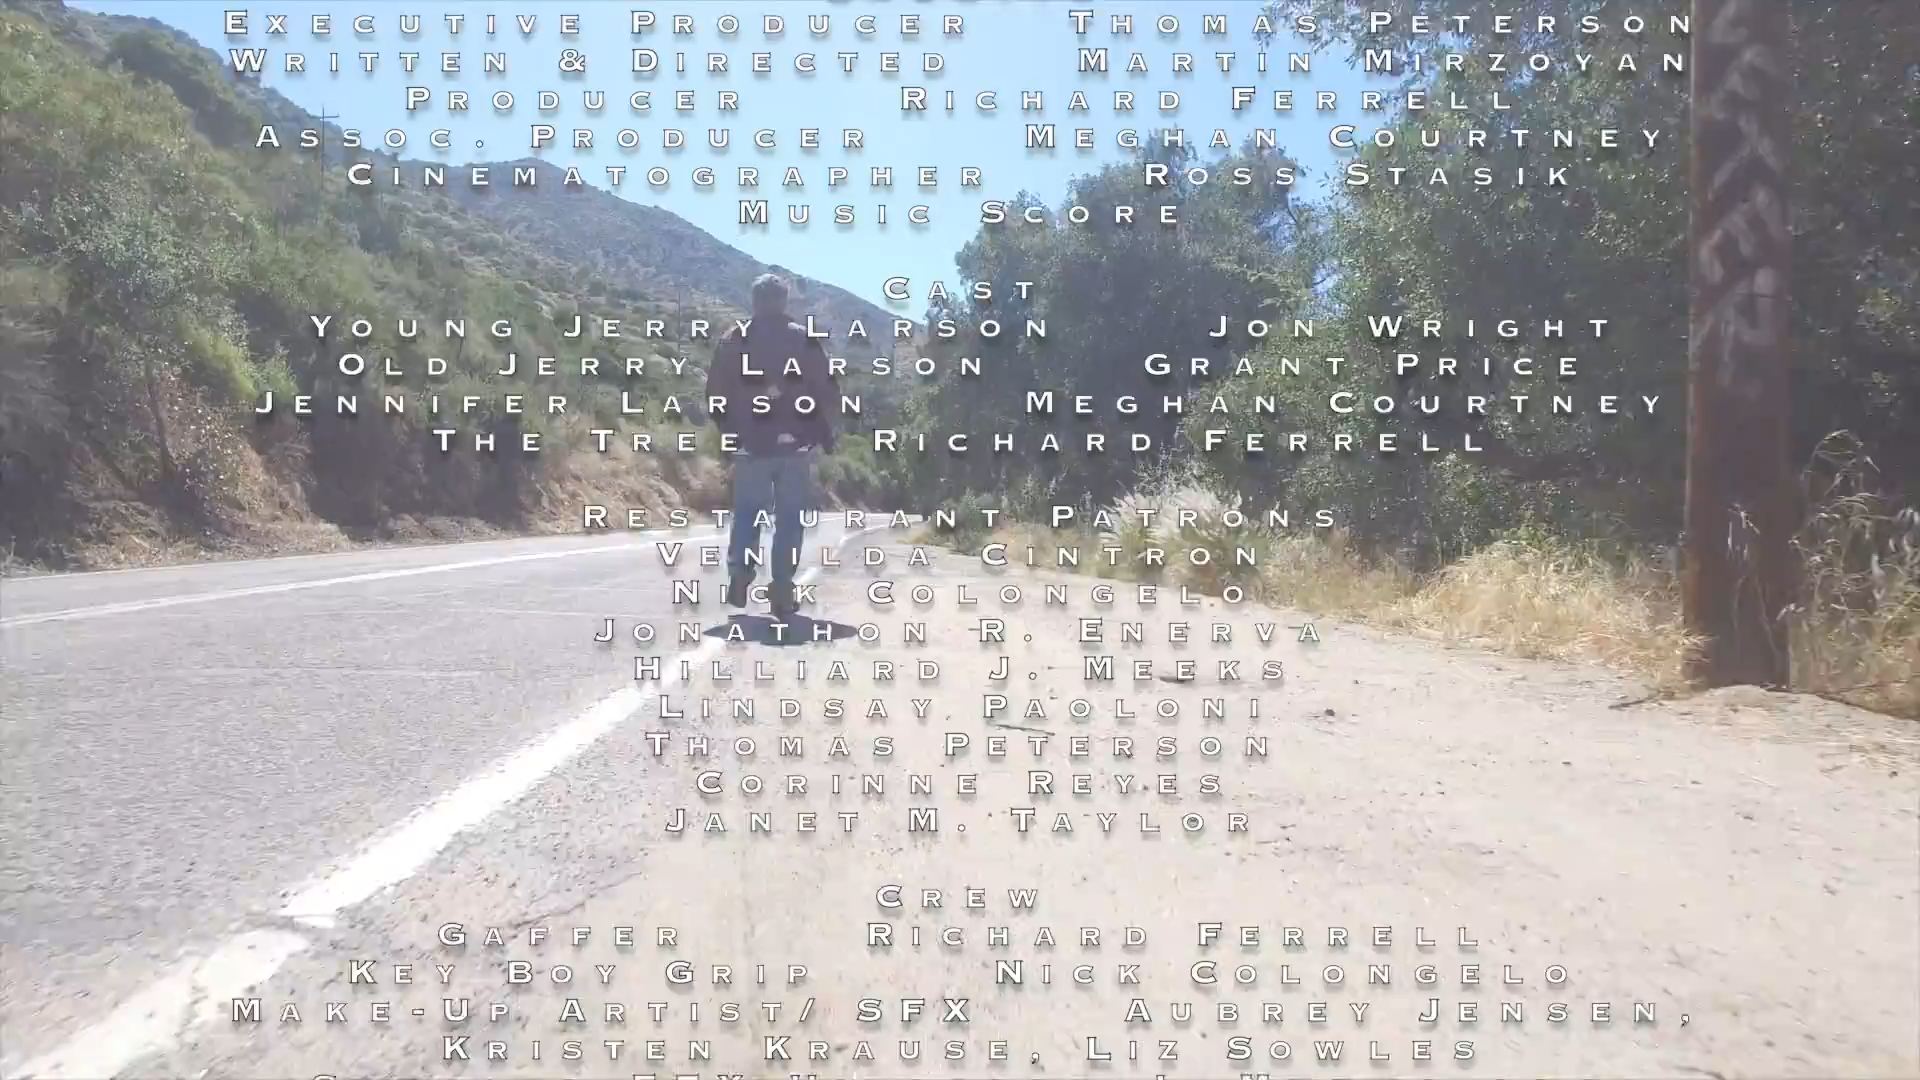 Executive Producer Thomas Peterson
Written & Directed Martin Mirzoyan
Producer Richard Ferrell
Assoc. Producer Meghan Courtney
Cinematographer Ross Stasik
Music Score
Cast
Young Jerry Larson Jon Wright
Old Jerry Larson Grant Price
Jennifer Larson Meghan Courtney
The Tree Richard Ferrell
Restaurant Patrons
Venilda Cintron
Nick Colongelo
Jonathon R. Enerva
Hilliard J. Meeks
Lindsay Paoloni
Thomas Peterson
Corinne Reyes
Janet M. Taylor
Crew
Gaffer Richard Ferrell
Key Boy Grip Nick Colongelo
Make-Up Artist/ SFX Aubrey Jensen,
Kristen Krause, Liz Sowles